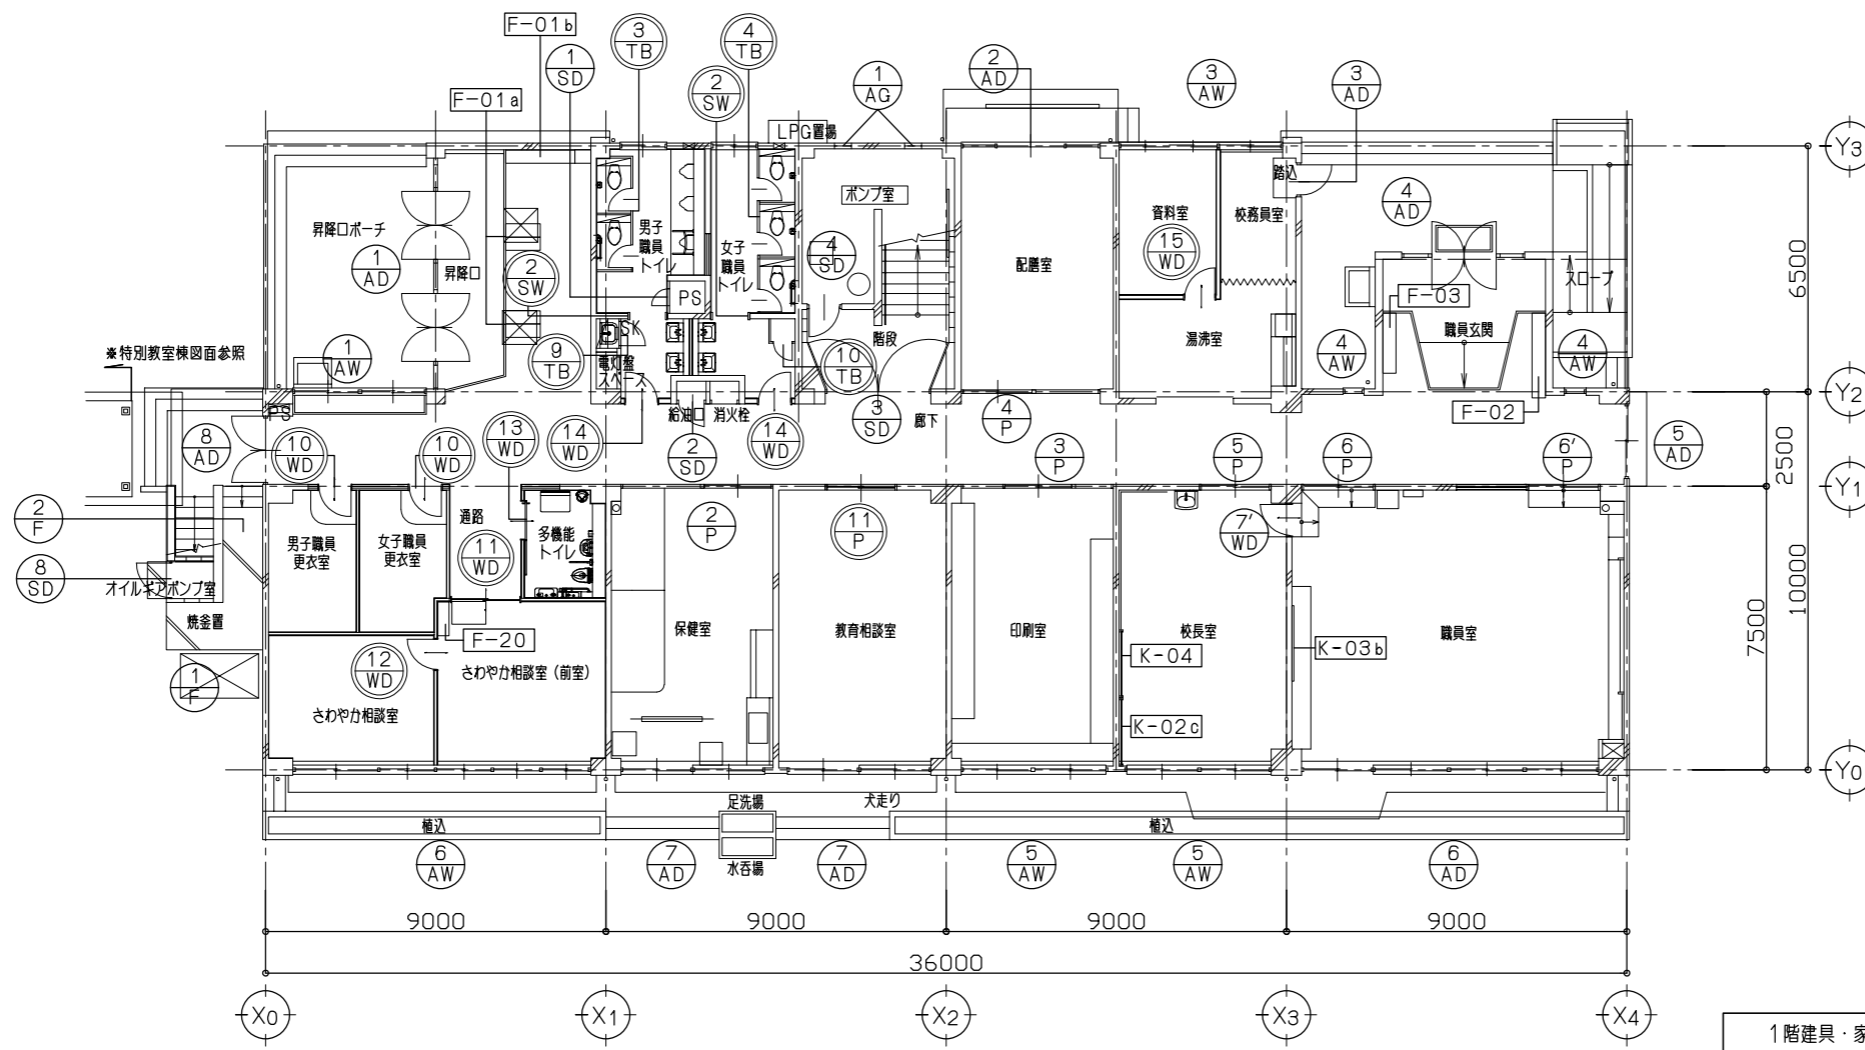 F-01b
3
TB
4
TB
1
SD
F-01a
2
SW
1
AG
2
AD
3
AW
3
AD
LPG置場
Y3
昇降口ポーチ
1
AD
昇降口
2
SW
男子
職員
トイレ
女子
職員
トイレ
PS
ポンプ室
4
SD
階段
配膳室
資料室
15
WD
校務員室
踏込
湯沸室
4
AD
スロープ
F-03
職員玄関
4
AW
4
AW
F-02
6500
※特別教室棟図面参照
1
AW
9
TB
SK
電灯盤
スペース
10
TB
給油口
消火栓
3
SD
廊下
4
P
Y2
PS
8
AD
10
WD
10
WD
13
WD
14
WD
2
SD
14
WD
3
P
5
P
6
P
6'
P
5
AD
2500
Y1
2
F
8
SD
オイルギアポンプ室
焼釜置
1
F
男子職員
更衣室
女子職員
更衣室
通路
11
WD
多機能
トイレ
2
P
11
P
7'
WD
F-20
12
WD
さわやか相談室
さわやか相談室(前室)
保健室
教育相談室
印刷室
校長室
K-04
K-02c
K-03b
職員室
7500
10000
Y0
足洗場
犬走り
植込
植込
水呑場
6
AW
7
AD
7
AD
5
AW
5
AW
6
AD
9000
9000
9000
9000
36000
X0
X1
X2
X3
X4
1階建具・家